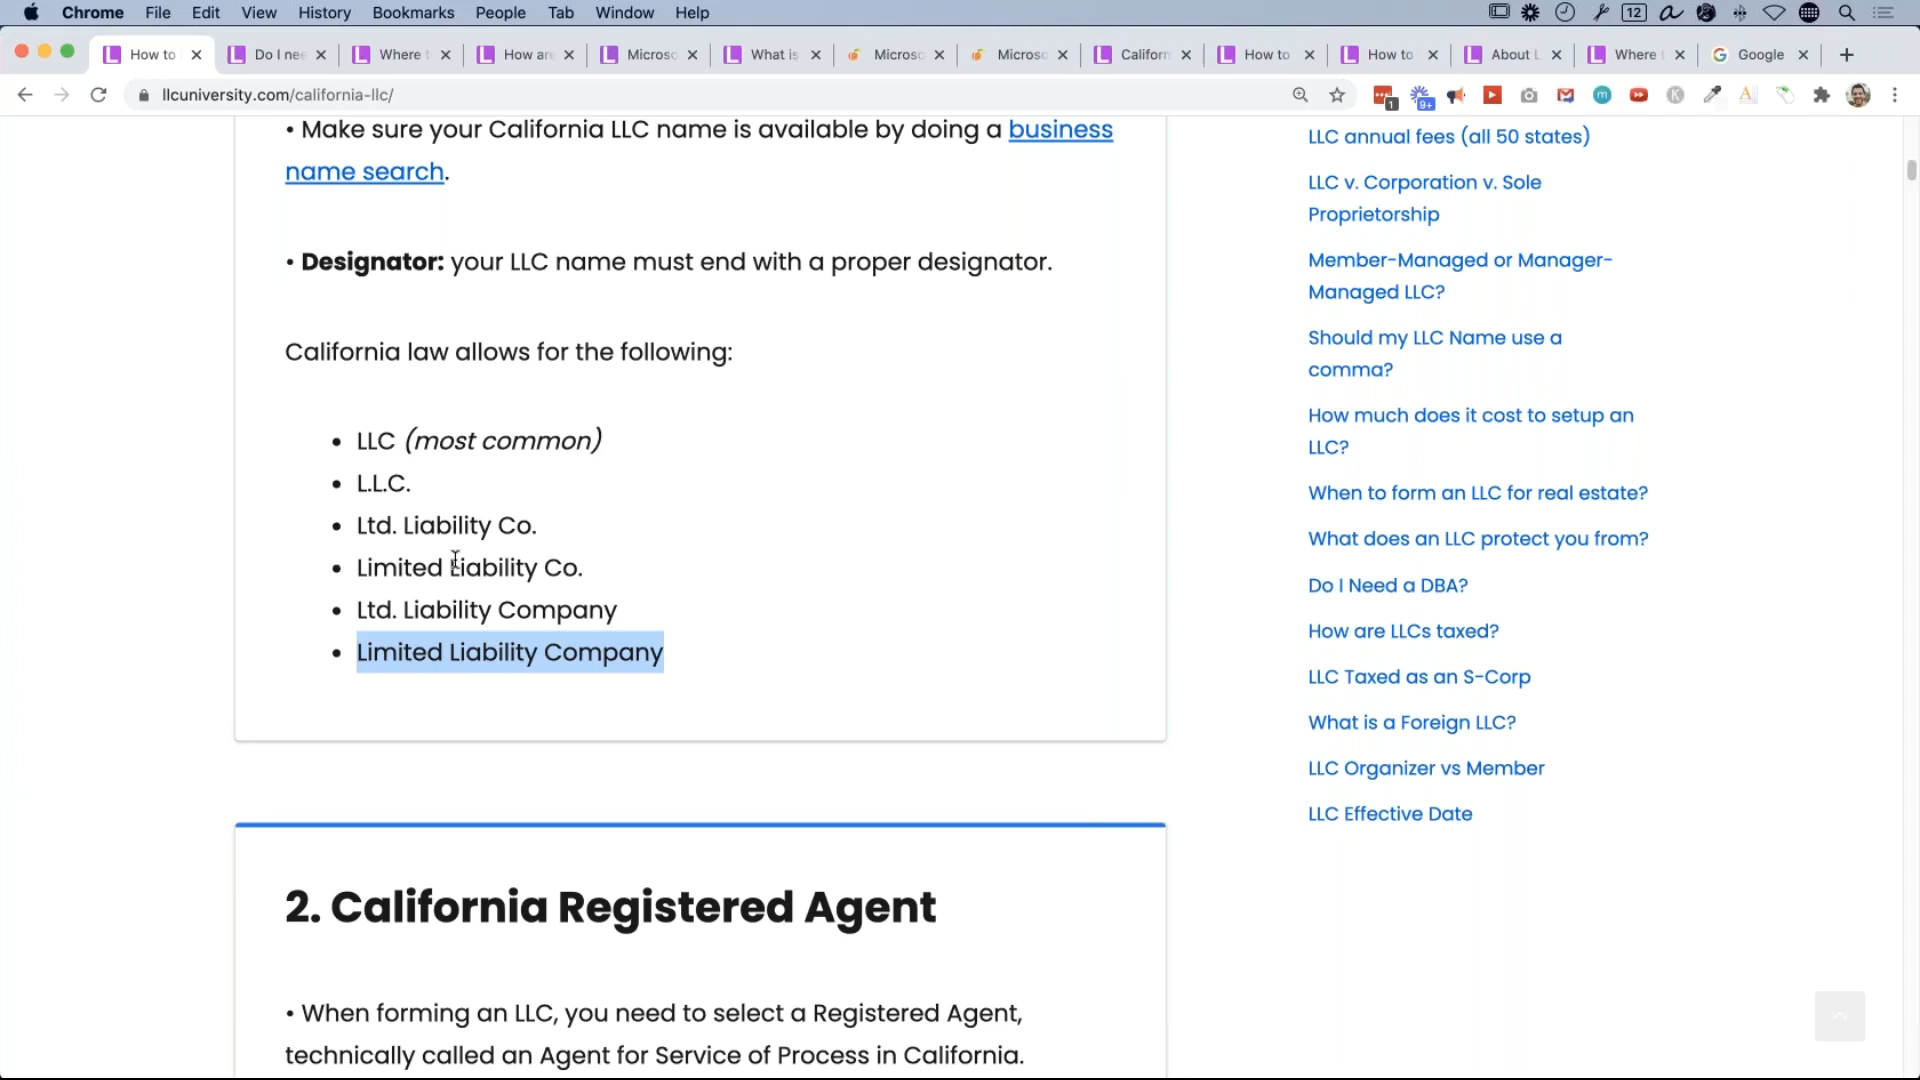 Chrome File Edit View History Bookmarks People Tab Window Help
12
How to Do I nee Where t How are Microso What is Microso Microso Californ How to How to About L Where Google
llcuniversity.com/california-llc/
1 9+
• Make sure your California LLC name is available by doing a business
name search.
• Designator: your LLC name must end with a proper designator.
California law allows for the following:
• LLC (most common)
• L.L.C.
• Ltd. Liability Co.
• Limited Liability Co.
• Ltd. Liability Company
• Limited Liability Company
2. California Registered Agent
• When forming an LLC, you need to select a Registered Agent,
technically called an Agent for Service of Process in California.
LLC annual fees (all 50 states)
LLC v. Corporation v. Sole
Proprietorship
Member-Managed or Manager-
Managed LLC?
Should my LLC Name use a
comma?
How much does it cost to setup an
LLC?
When to form an LLC for real estate?
What does an LLC protect you from?
Do I Need a DBA?
How are LLCs taxed?
LLC Taxed as an S-Corp
What is a Foreign LLC?
LLC Organizer vs Member
LLC Effective Date